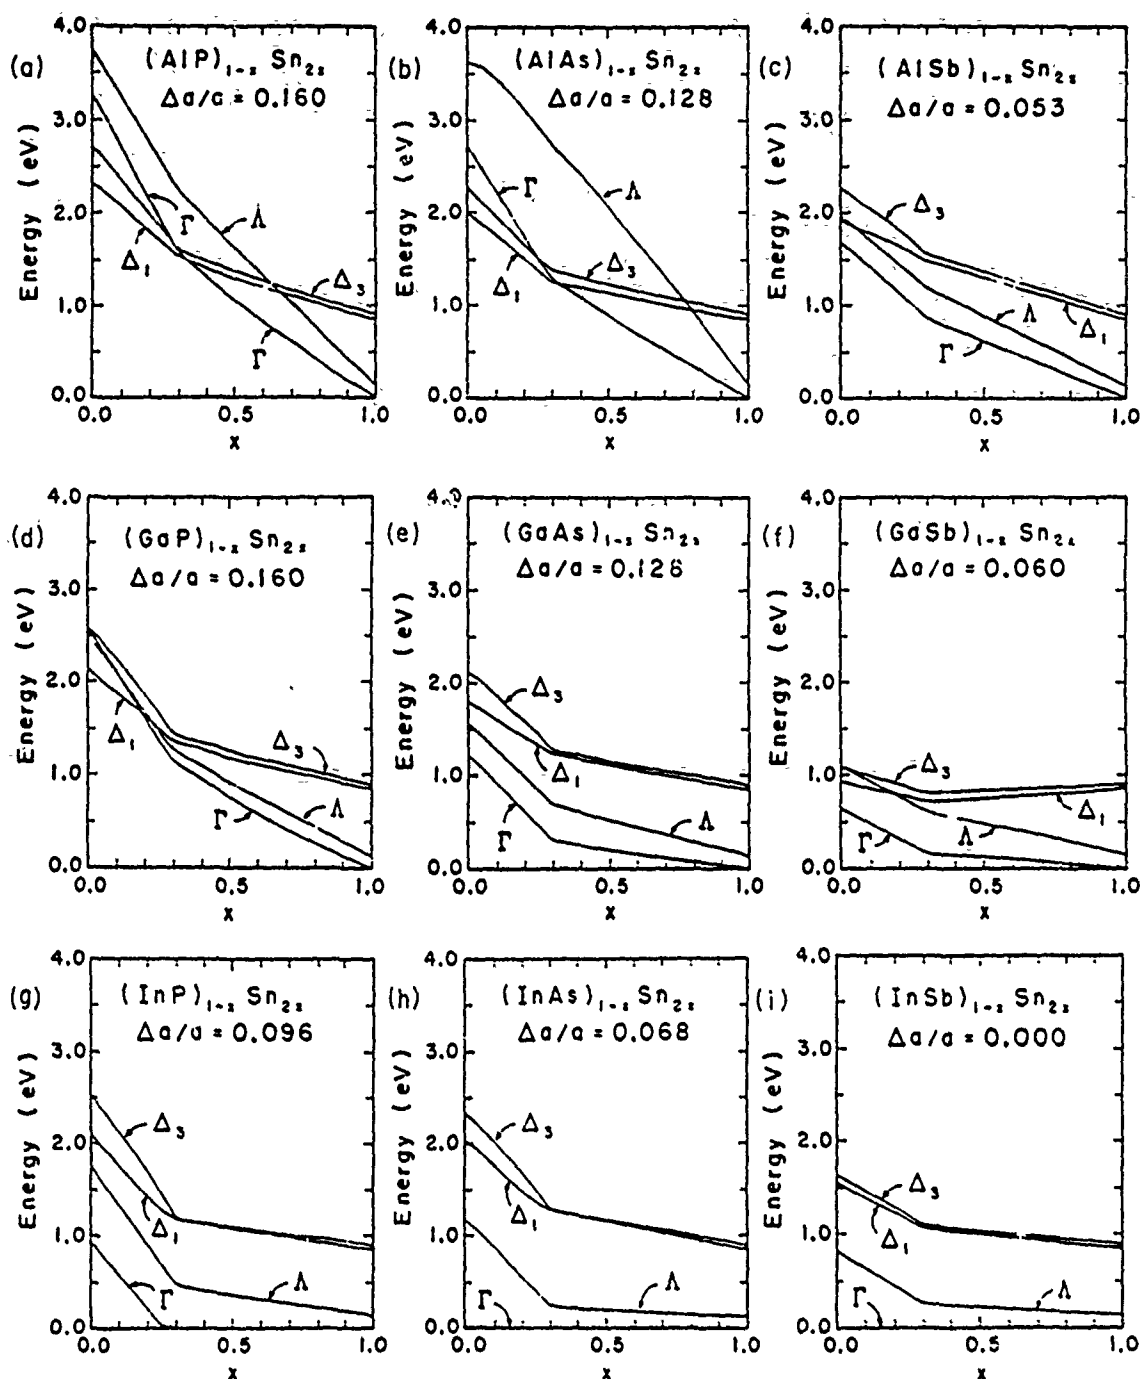 (a)
(AlP)₁₋ₓ Sn₂ₓ
Δa/a = 0.160
Energy (eV)
4.0
3.0
2.0
1.0
0.0
Γ
Λ
Δ₁
Δ₃
Γ
0.0 0.5 1.0
x
(b)
(AlAs)₁₋ₓ Sn₂ₓ
Δa/a = 0.128
Energy (eV)
4.0
3.0
2.0
1.0
0.0
Γ
Λ
Δ₃
Δ₁
Γ
0.0 0.5 1.0
x
(c)
(AlSb)₁₋ₓ Sn₂ₓ
Δa/a = 0.053
Energy (eV)
4.0
3.0
2.0
1.0
0.0
Δ₃
Λ
Δ₁
Γ
0.0 0.5 1.0
x
(d)
(GaP)₁₋ₓ Sn₂ₓ
Δa/a = 0.160
Energy (eV)
4.0
3.0
2.0
1.0
0.0
Δ₁
Δ₃
Γ
Λ
0.0 0.5 1.0
x
(e)
(GaAs)₁₋ₓ Sn₂ₓ
Δa/a = 0.128
Energy (eV)
4.0
3.0
2.0
1.0
0.0
Δ₃
Δ₁
Γ
Λ
0.0 0.5 1.0
x
(f)
(GaSb)₁₋ₓ Sn₂ₓ
Δa/a = 0.060
Energy (eV)
4.0
3.0
2.0
1.0
0.0
Δ₃
Δ₁
Γ
Λ
0.0 0.5 1.0
x
(g)
(InP)₁₋ₓ Sn₂ₓ
Δa/a = 0.096
Energy (eV)
4.0
3.0
2.0
1.0
0.0
Δ₃
Δ₁
Γ
Λ
0.0 0.5 1.0
x
(h)
(InAs)₁₋ₓ Sn₂ₓ
Δa/a = 0.068
Energy (eV)
4.0
3.0
2.0
1.0
0.0
Δ₃
Δ₁
Λ
Γ
0.0 0.5 1.0
x
(i)
(InSb)₁₋ₓ Sn₂ₓ
Δa/a = 0.000
Energy (eV)
4.0
3.0
2.0
1.0
0.0
Δ₃
Δ₁
Λ
Γ
0.0 0.5 1.0
x